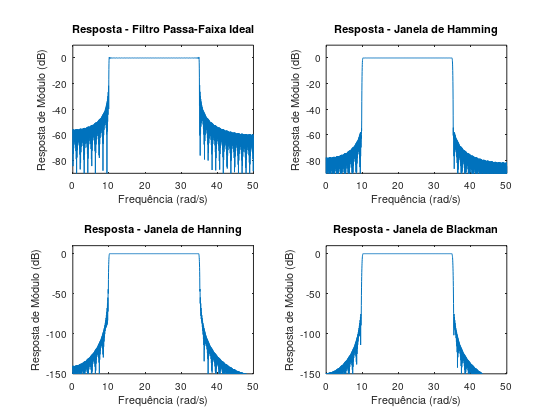 Resposta - Filtro Passa-Faixa Ideal
Resposta de Módulo (dB)
0
-20
-40
-60
-80
0 10 20 30 40 50
Frequência (rad/s)
Resposta - Janela de Hamming
Resposta de Módulo (dB)
0
-20
-40
-60
-80
0 10 20 30 40 50
Frequência (rad/s)
Resposta - Janela de Hanning
Resposta de Módulo (dB)
0
-50
-100
-150
0 10 20 30 40 50
Frequência (rad/s)
Resposta - Janela de Blackman
Resposta de Módulo (dB)
0
-50
-100
-150
0 10 20 30 40 50
Frequência (rad/s)